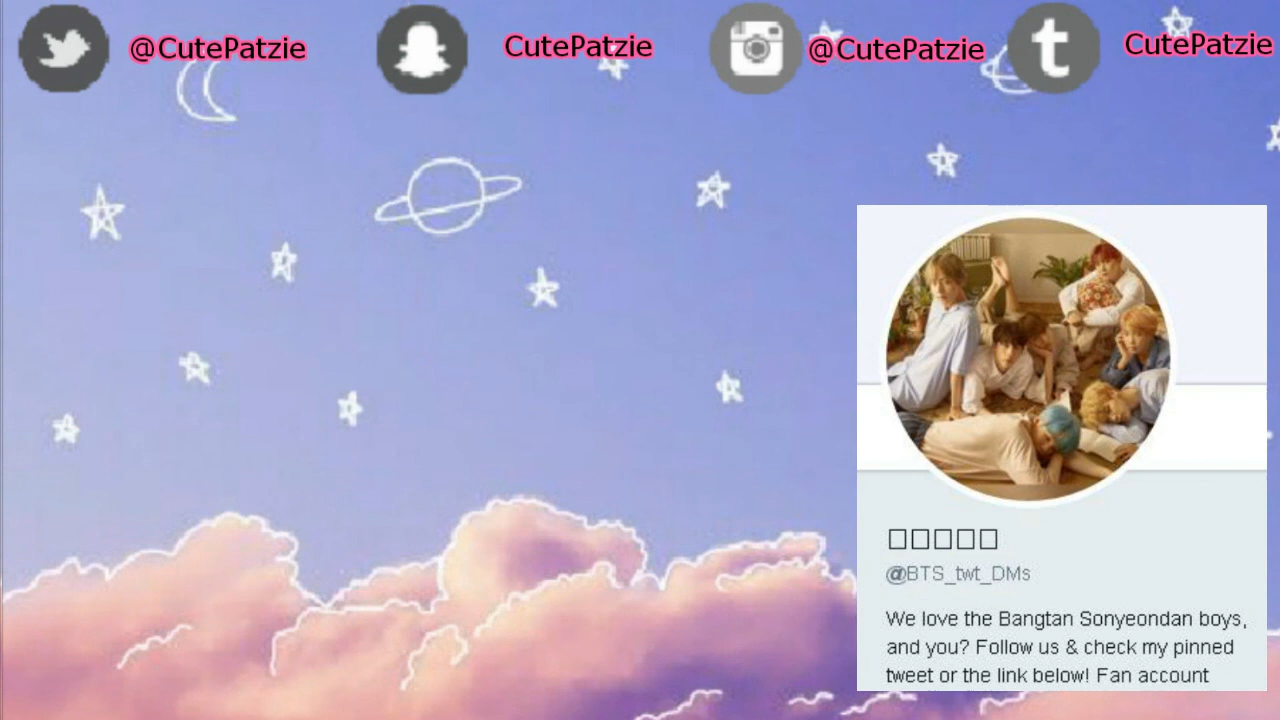 @CutePatzie
CutePatzie
@CutePatzie
CutePatzie
@BTS_twt_DMs
We love the Bangtan Sonyeondan boys,
and you? Follow us & check my pinned
tweet or the link below! Fan account